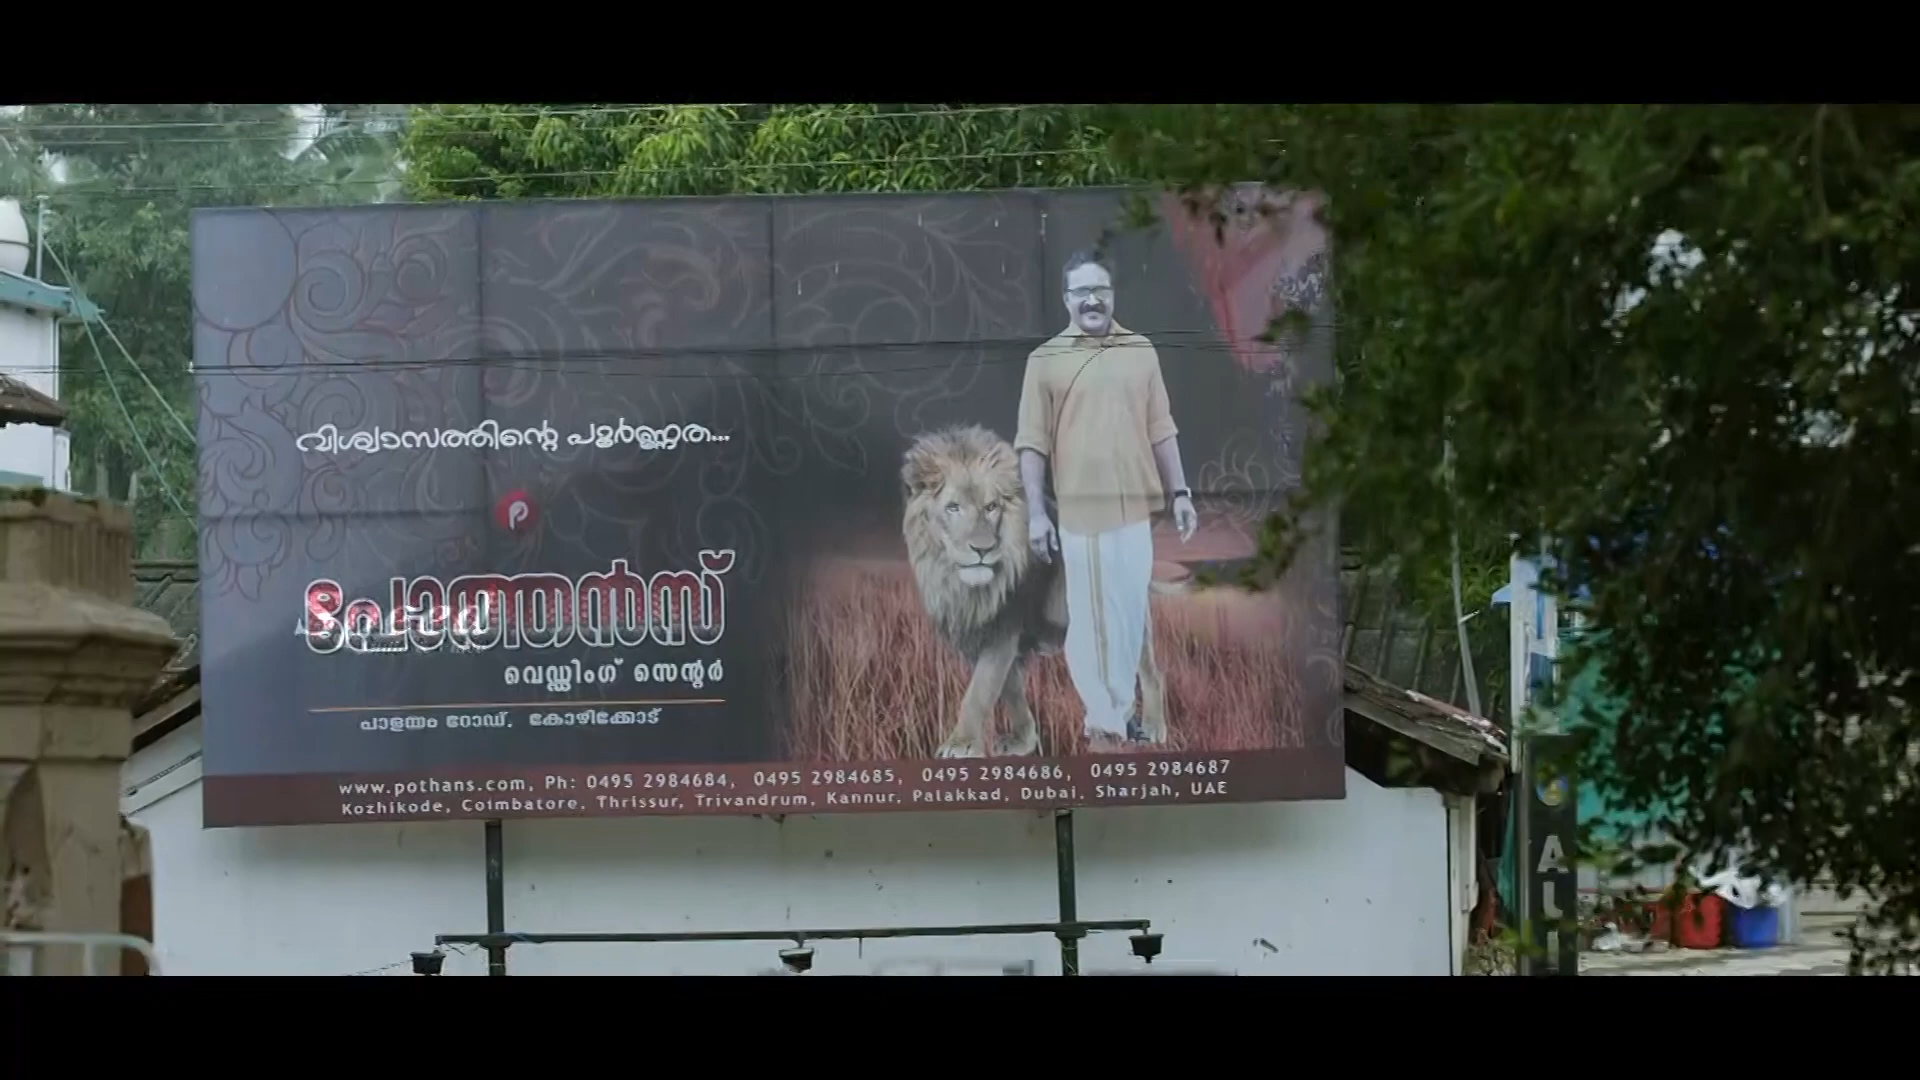 വിശ്വാസത്തിന്റെ പൂർണ്ണത...
P
പോത്തൻസ്
വെഡ്ഡിംഗ് സെന്റർ
പാളയം റോഡ്. കോഴിക്കോട്
www.pothans.com, Ph: 0495 2984684, 0495 2984685, 0495 2984686, 0495 2984687
Kozhikode, Coimbatore, Thrissur, Trivandrum, Kannur, Palakkad, Dubai, Sharjah, UAE